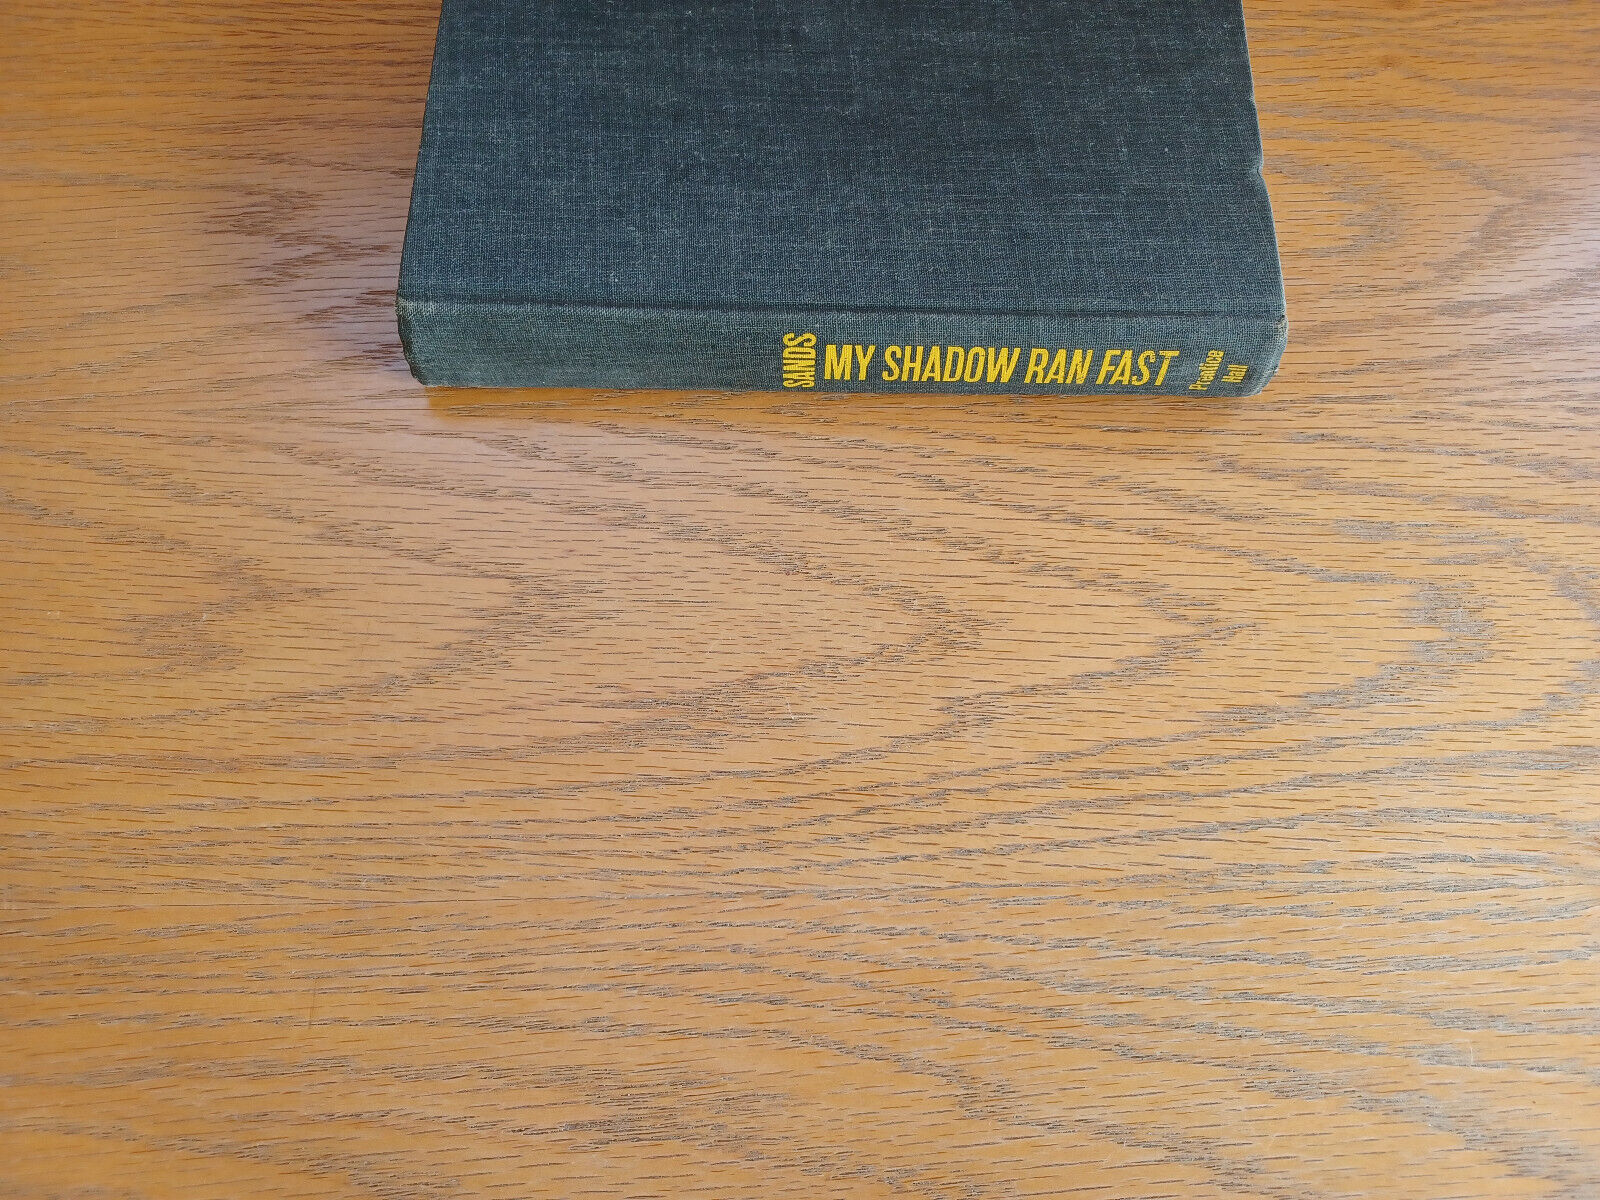 SANDS
MY SHADOW RAN FAST
Prentice
Hall